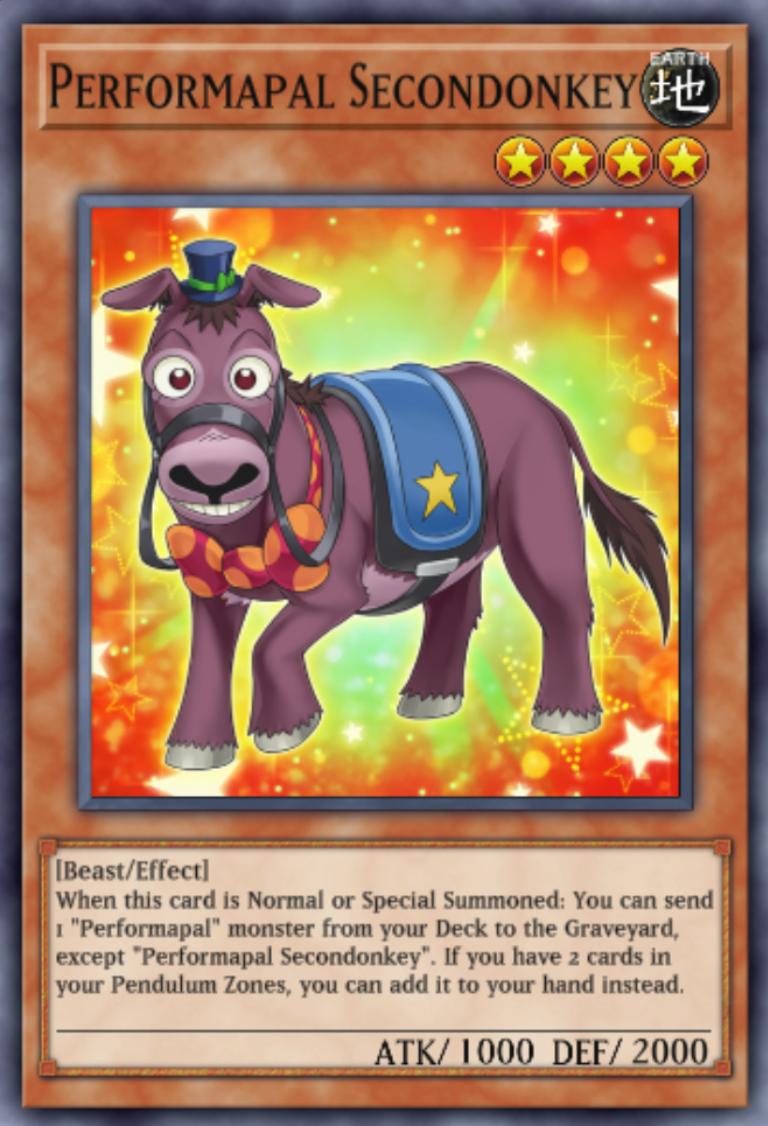 PERFORMAPAL SECONDONKEY
EARTH
地
[Beast/Effect]
When this card is Normal or Special Summoned: You can send
1 "Performapal" monster from your Deck to the Graveyard,
except "Performapal Secondonkey". If you have 2 cards in
your Pendulum Zones, you can add it to your hand instead.
ATK/ 1000 DEF/ 2000